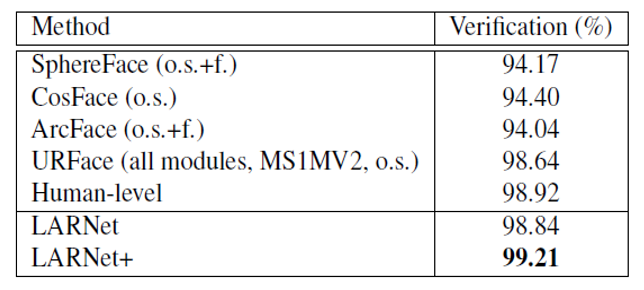 Method Verification (%)
SphereFace (o.s.+f.) 94.17
CosFace (o.s.) 94.40
ArcFace (o.s.+f.) 94.04
URFace (all modules, MS1MV2, o.s.) 98.64
Human-level 98.92
LARNet 98.84
LARNet+ 99.21